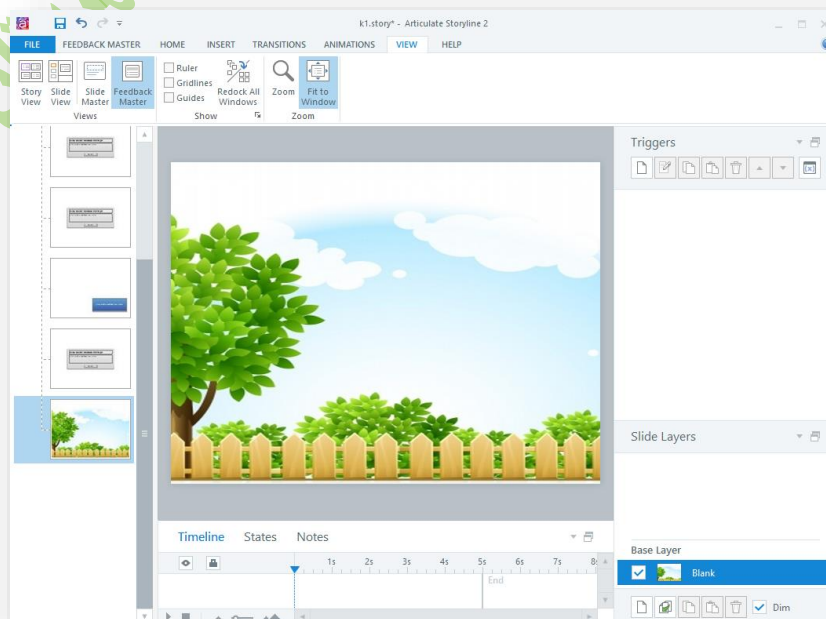 k1.story* - Articulate Storyline 2
FILE FEEDBACK MASTER HOME INSERT TRANSITIONS ANIMATIONS VIEW HELP
Story View
Slide View
Slide Master
Feedback Master
Views
Ruler
Gridlines
Guides
Redock All Windows
Show
Zoom
Fit to Window
Zoom
Triggers
Slide Layers
Timeline States Notes
1s 2s 3s 4s 5s 6s 7s 8s
End
Base Layer
Blank
Dim